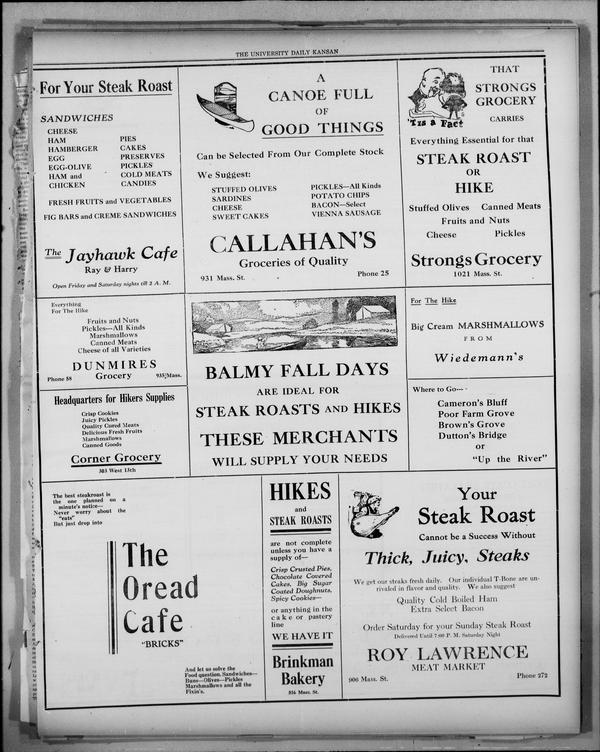 THE UNIVERSITY DAILY KANSAN
For Your Steak Roast
SANDWICHES
CHEESE
HAM
HAMBERGER
EGG
EGG-OLIVE
HAM and
CHICKEN
PIES
CAKES
PRESERVES
PICKLES
COLD MEATS
CANDIES
FRESH FRUITS and VEGETABLES
FIG BARS and CREME SANDWICHES
The Jayhawk Cafe
Ray & Harry
Open Friday and Saturday nights till 2 A. M.
A
CANOE FULL
OF
GOOD THINGS
Can be Selected From Our Complete Stock
We Suggest:
STUFFED OLIVES
SARDINES
CHEESE
SWEET CAKES
PICKLES—All Kinds
POTATO CHIPS
BACON—Select
VIENNA SAUSAGE
CALLAHAN'S
Groceries of Quality
931 Mass. St.
Phone 25
'Tis a Fact
THAT
STRONGS
GROCERY
CARRIES
Everything Essential for that
STEAK ROAST
OR
HIKE
Stuffed Olives Canned Meats
Fruits and Nuts
Cheese Pickles
Strongs Grocery
1021 Mass. St.
Everything
For The Hike
Fruits and Nuts
Pickles—All Kinds
Marshmallows
Canned Meats
Cheese of all Varieties
DUNMIRES
Phone 58 Grocery 935½ Mass.
BALMY FALL DAYS
ARE IDEAL FOR
STEAK ROASTS AND HIKES
THESE MERCHANTS
WILL SUPPLY YOUR NEEDS
For The Hike
Big Cream MARSHMALLOWS
FROM
Wiedemann's
Headquarters for Hikers Supplies
Crisp Cookies
Juicy Pickles
Quality Cured Meats
Delicious Fresh Fruits
Marshmallows
Canned Goods
Corner Grocery
303 West 13th
Where to Go---
Cameron's Bluff
Poor Farm Grove
Brown's Grove
Dutton's Bridge
or
"Up the River"
The best steakroast is
the one planned on a
minute's notice—
Never worry about the
"eats"
But just drop into
The
Oread
Cafe
"BRICKS"
And let us solve the
Food question. Sandwiches—
Buns—Olives—Pickles
Marshmallows and all the
Fixin's.
HIKES
and
STEAK ROASTS
are not complete
unless you have a
supply of—
Crisp Crusted Pies,
Chocolate Covered
Cakes, Big Sugar
Coated Doughnuts,
Spicy Cookies—
or anything in the
cake or pastery
line
WE HAVE IT
Brinkman
Bakery
816 Mass. St.
Your
Steak Roast
Cannot be a Success Without
Thick, Juicy, Steaks
We get our steaks fresh daily. Our individual T-Bone are un-
rivaled in flavor and quality. We also suggest
Quality Cold Boiled Ham
Extra Select Bacon
Order Saturday for your Sunday Steak Roast
Delivered Until 7:00 P. M. Saturday Night
ROY LAWRENCE
MEAT MARKET
906 Mass. St.
Phone 272